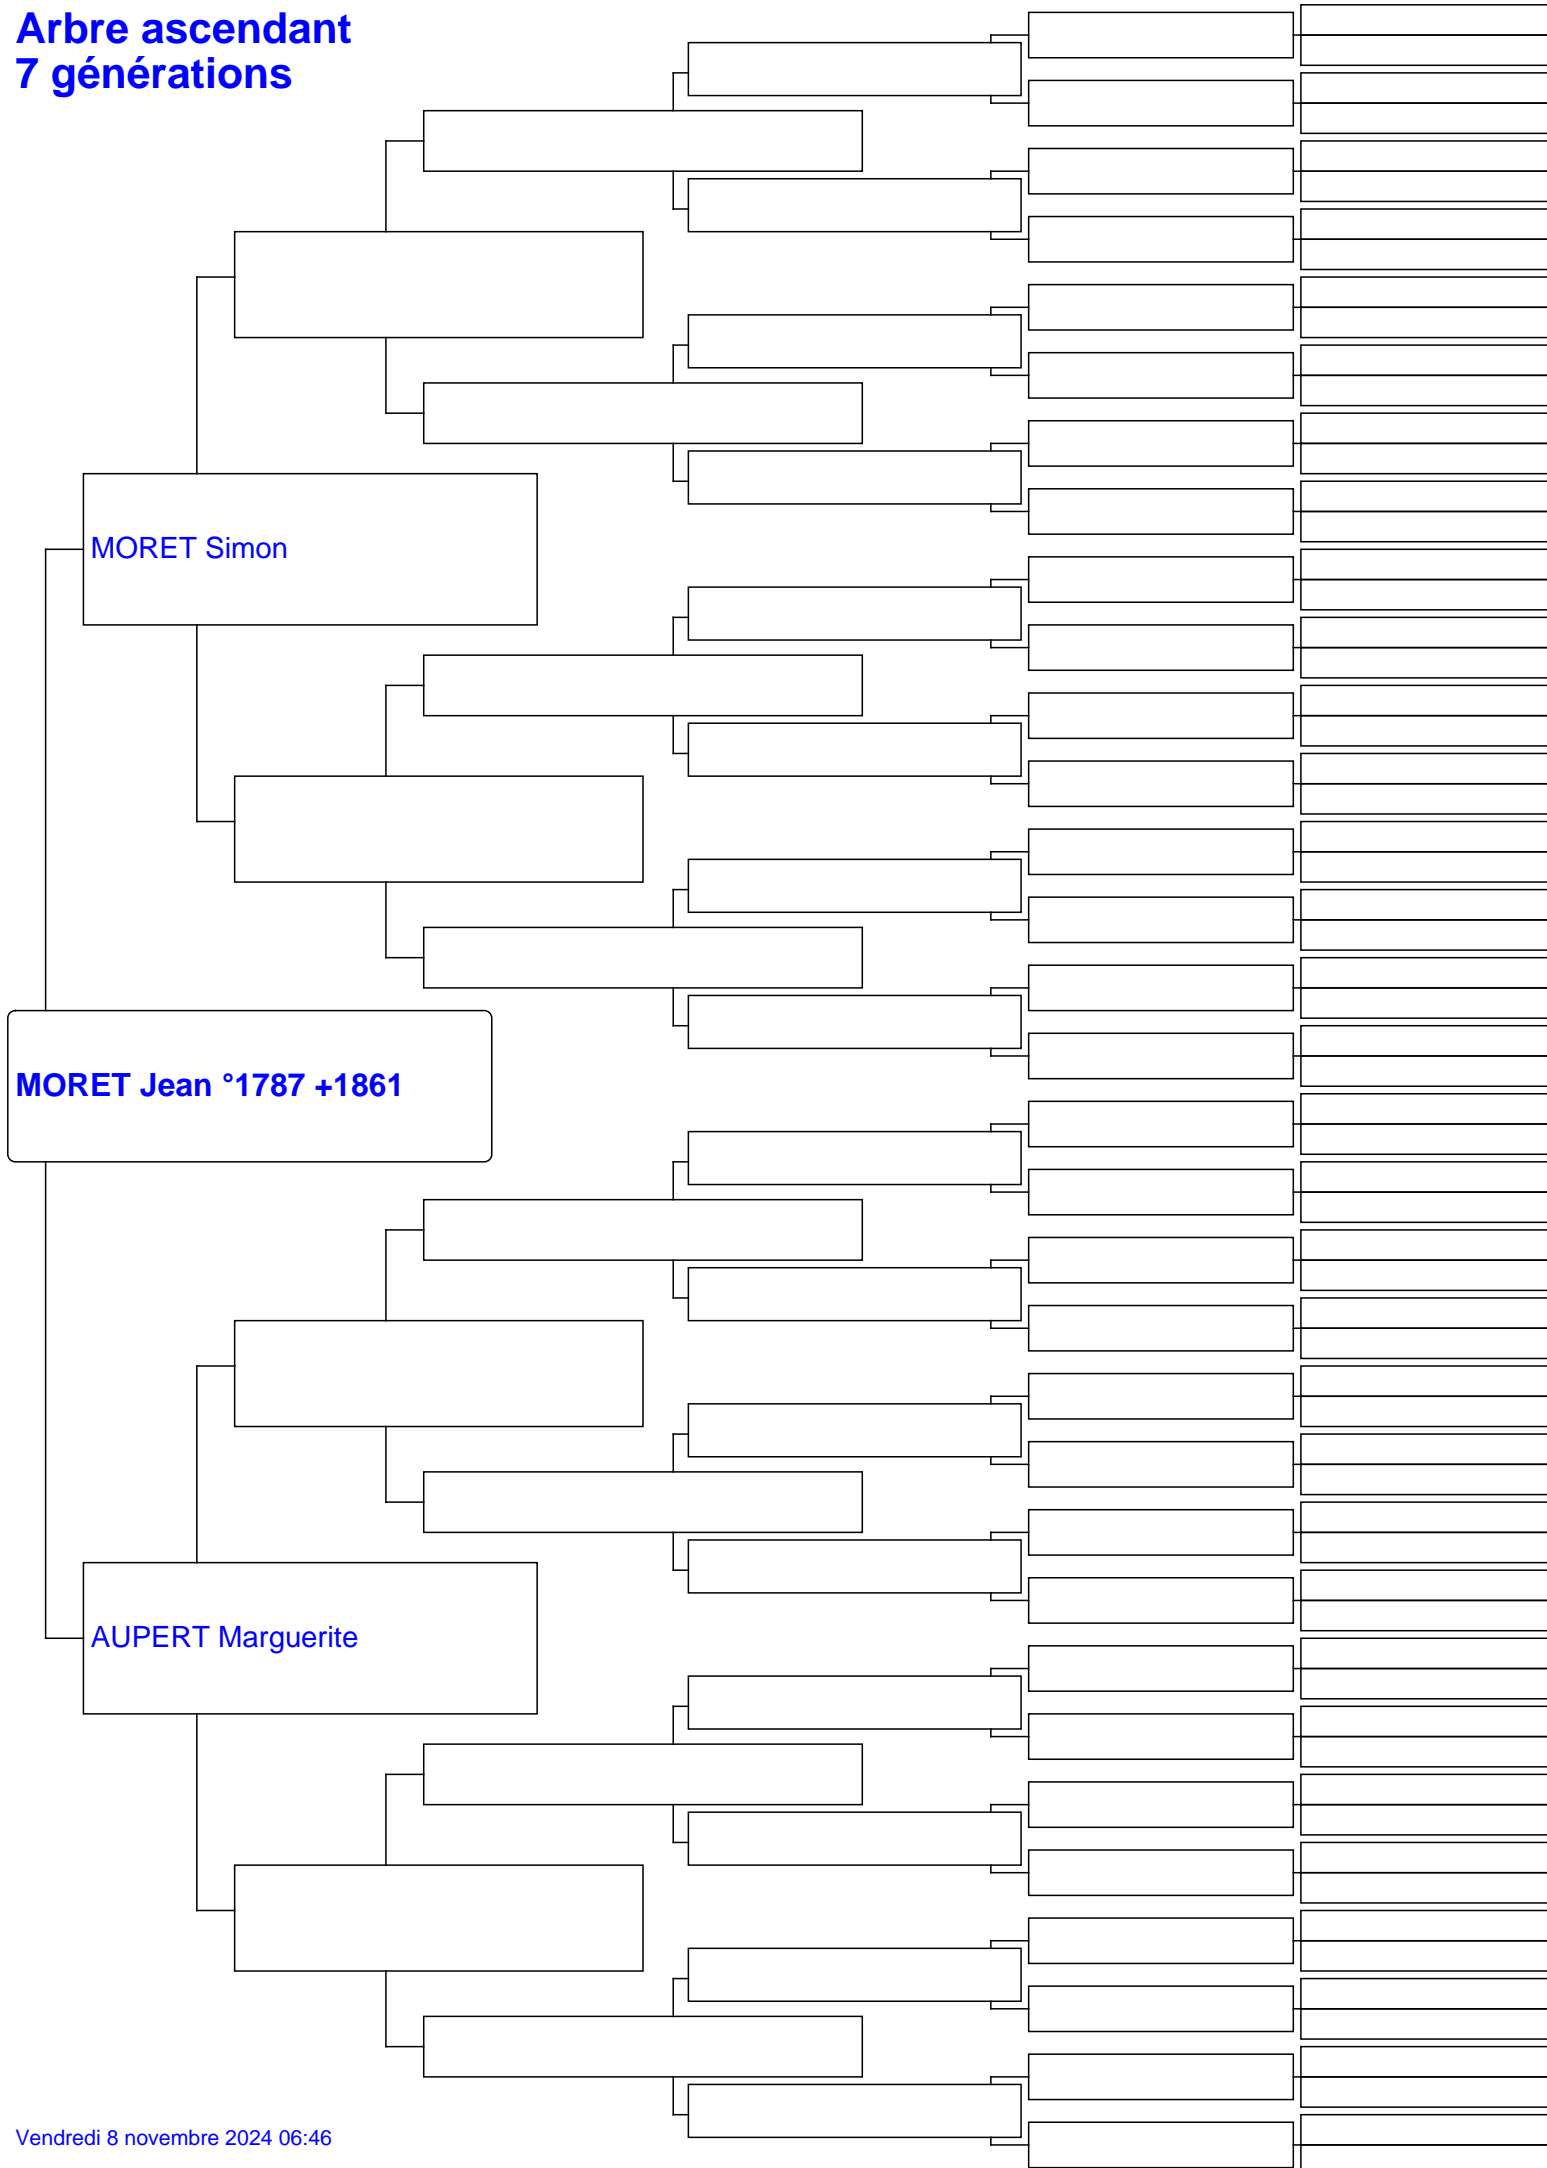 Arbre ascendant
7 générations
MORET Simon
MORET Jean °1787 +1861
AUPERT Marguerite
Vendredi 8 novembre 2024 06:46